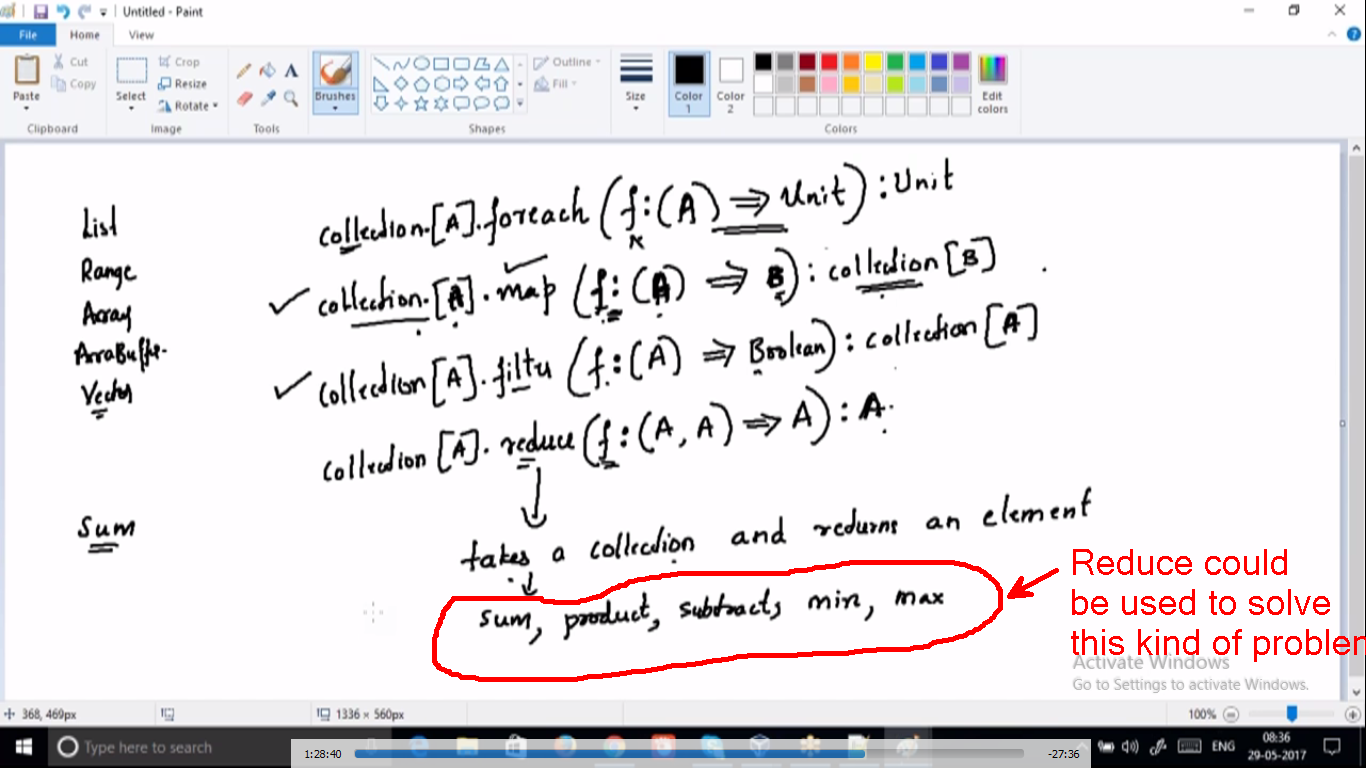 Untitled - Paint
File Home View
Paste Cut Copy Select Crop Resize Rotate Brushes Outline Fill Size Color 1 Color 2 Edit colors
Clipboard Image Tools Shapes Colors
List collection.[A].foreach (f:(A) => Unit) : Unit
Range collection.[A].map (f:(A) => B) : collection[B]
Array
ArraBuffer. collection[A].filter (f:(A) => Boolean) : collection[A]
Vector
collection[A].reduce (f:(A, A) => A) : A
Sum takes a collection and returns an element
sum, product, subtract, min, max
Reduce could
be used to solve
this kind of problem
Activate Windows
Go to Settings to activate Windows.
368, 469px 1336 × 560px 100%
Type here to search ENG 08:36
29-05-2017
1:28:40 -27:36